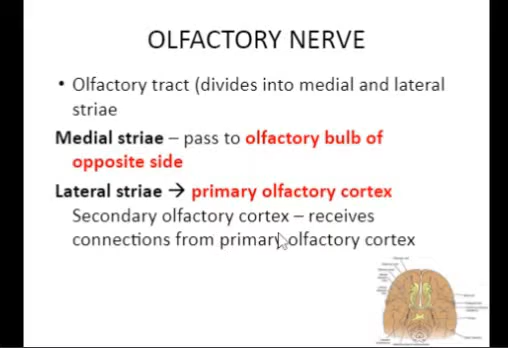 OLFACTORY NERVE
• Olfactory tract (divides into medial and lateral
striae
Medial striae – pass to olfactory bulb of
opposite side
Lateral striae → primary olfactory cortex
Secondary olfactory cortex – receives
connections from primary olfactory cortex